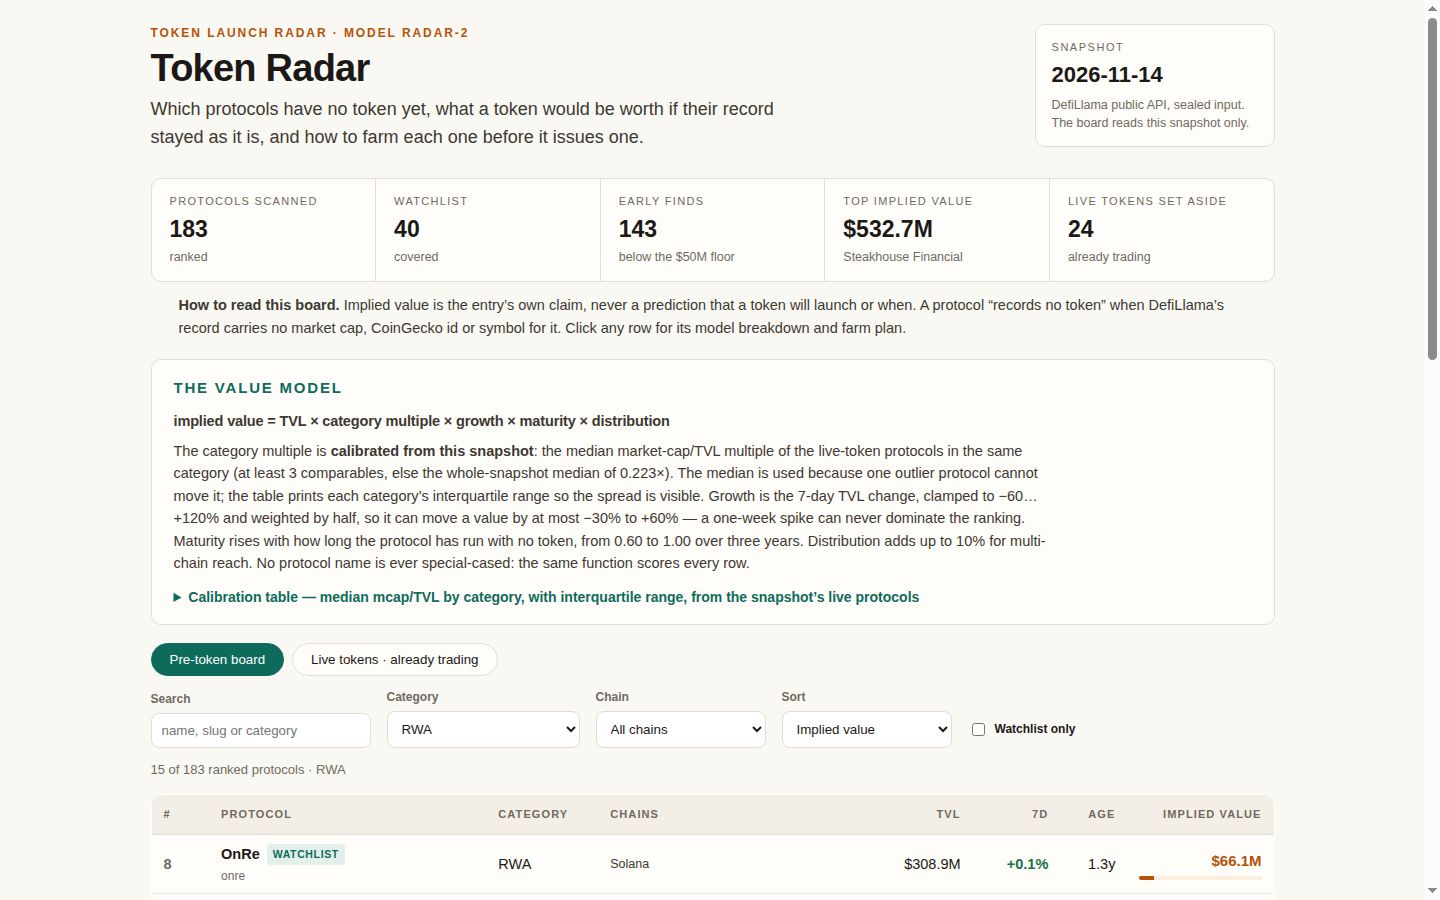 TOKEN LAUNCH RADAR · MODEL RADAR-2
Token Radar
Which protocols have no token yet, what a token would be worth if their record
stayed as it is, and how to farm each one before it issues one.
SNAPSHOT
2026-11-14
DefiLlama public API, sealed input.
The board reads this snapshot only.
PROTOCOLS SCANNED
183
ranked
WATCHLIST
40
covered
EARLY FINDS
143
below the $50M floor
TOP IMPLIED VALUE
$532.7M
Steakhouse Financial
LIVE TOKENS SET ASIDE
24
already trading
How to read this board. Implied value is the entry’s own claim, never a prediction that a token will launch or when. A protocol “records no token” when DefiLlama’s
record carries no market cap, CoinGecko id or symbol for it. Click any row for its model breakdown and farm plan.
THE VALUE MODEL
implied value = TVL × category multiple × growth × maturity × distribution
The category multiple is calibrated from this snapshot: the median market-cap/TVL multiple of the live-token protocols in the same
category (at least 3 comparables, else the whole-snapshot median of 0.223×). The median is used because one outlier protocol cannot
move it; the table prints each category’s interquartile range so the spread is visible. Growth is the 7-day TVL change, clamped to −60…
+120% and weighted by half, so it can move a value by at most −30% to +60% — a one-week spike can never dominate the ranking.
Maturity rises with how long the protocol has run with no token, from 0.60 to 1.00 over three years. Distribution adds up to 10% for multi-
chain reach. No protocol name is ever special-cased: the same function scores every row.
▶ Calibration table — median mcap/TVL by category, with interquartile range, from the snapshot’s live protocols
Pre-token board
Live tokens · already trading
Search
name, slug or category
Category
RWA
Chain
All chains
Sort
Implied value
Watchlist only
15 of 183 ranked protocols · RWA
# PROTOCOL CATEGORY CHAINS TVL 7D AGE IMPLIED VALUE
8 OnRe WATCHLIST RWA Solana $308.9M +0.1% 1.3y $66.1M
onre